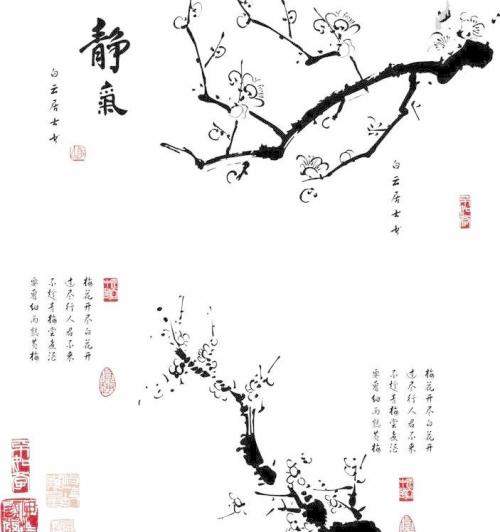 靜氣
白云居士
白云居士
梅花开尽白花开
过尽行人君不来
不趁青梅尝煮酒
要看细雨熟黄梅
梅花开尽白花开
过尽行人君不来
不趁青梅尝煮酒
要看细雨熟黄梅